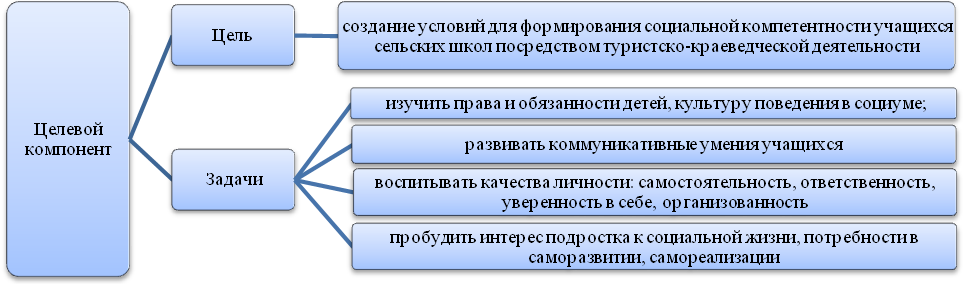 Целевой
компонент
Цель
создание условий для формирования социальной компетентности учащихся
сельских школ посредством туристско-краеведческой деятельности
Задачи
изучить права и обязанности детей, культуру поведения в социуме;
развивать коммуникативные умения учащихся
воспитывать качества личности: самостоятельность, ответственность,
уверенность в себе, организованность
пробудить интерес подростка к социальной жизни, потребности в
саморазвитии, самореализации